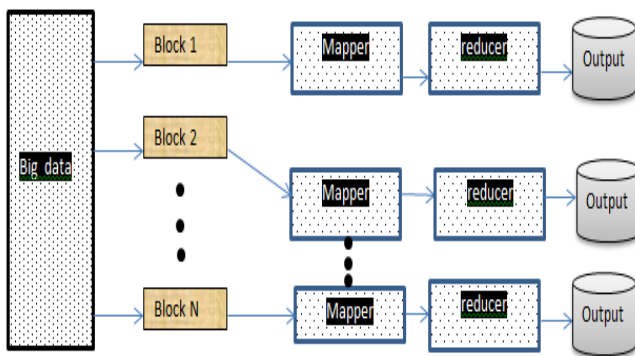 Block 1
Mapper
reducer
Output
Block 2
Big data
Mapper
reducer
Output
Block N
Mapper
reducer
Output